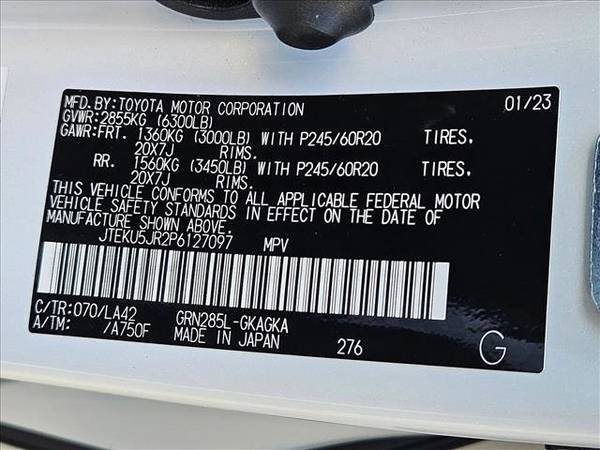 MFD.BY:TOYOTA MOTOR CORPORATION 01/23
GVWR:2855KG (6300LB)
GAWR:FRT. 1360KG (3000LB) WITH P245/60R20 TIRES,
20X7J RIMS.
RR. 1560KG (3450LB) WITH P245/60R20 TIRES,
20X7J RIMS.
THIS VEHICLE CONFORMS TO ALL APPLICABLE FEDERAL MOTOR
VEHICLE SAFETY STANDARDS IN EFFECT ON THE DATE OF
MANUFACTURE SHOWN ABOVE.
JTEKU5JR2P6127097 MPV
C/TR:070/LA42 GRN285L-GKAGKA
A/TM: /A750F MADE IN JAPAN 276 G